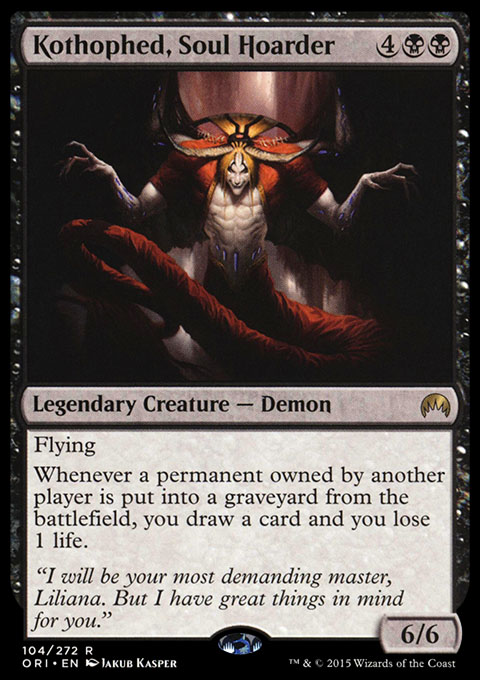 Kothophed, Soul Hoarder 4
Legendary Creature — Demon
Flying
Whenever a permanent owned by another
player is put into a graveyard from the
battlefield, you draw a card and you lose
1 life.
“I will be your most demanding master,
Liliana. But I have great things in mind
for you.”
6/6
104/272 R
ORI • EN Jakub Kasper
™ & © 2015 Wizards of the Coast